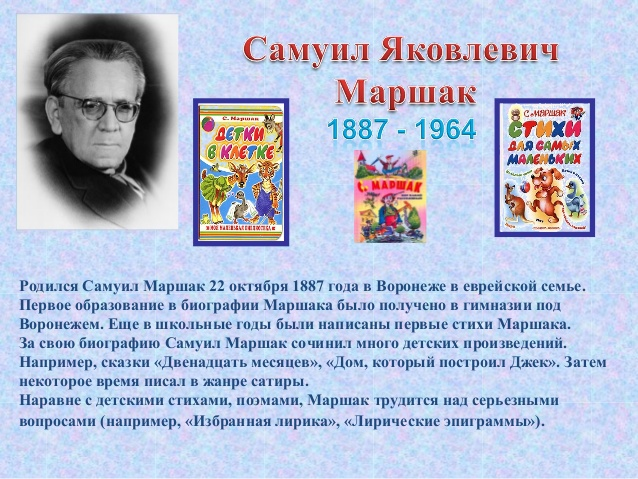 Самуил Яковлевич
Маршак
1887 - 1964
С. Маршак
ДЕТКИ
В КЛЕТКЕ
С. МАРШАК
С. МАРШАК
СТИХИ
ДЛЯ САМЫХ
МАЛЕНЬКИХ
Родился Самуил Маршак 22 октября 1887 года в Воронеже в еврейской семье.
Первое образование в биографии Маршака было получено в гимназии под
Воронежем. Еще в школьные годы были написаны первые стихи Маршака.
За свою биографию Самуил Маршак сочинил много детских произведений.
Например, сказки «Двенадцать месяцев», «Дом, который построил Джек». Затем
некоторое время писал в жанре сатиры.
Наравне с детскими стихами, поэмами, Маршак трудится над серьезными
вопросами (например, «Избранная лирика», «Лирические эпиграммы»).